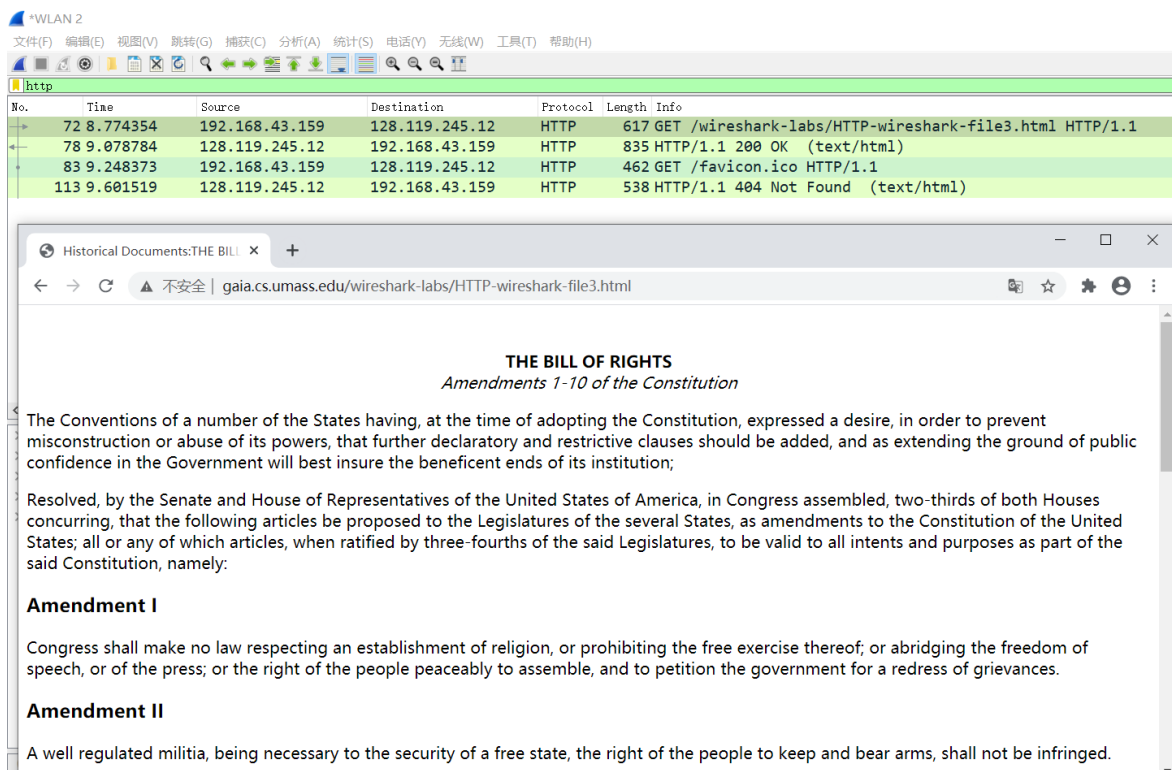 *WLAN 2
文件(F) 编辑(E) 视图(V) 跳转(G) 捕获(C) 分析(A) 统计(S) 电话(Y) 无线(W) 工具(T) 帮助(H)
http
No. Time Source Destination Protocol Length Info
72 8.774354 192.168.43.159 128.119.245.12 HTTP 617 GET /wireshark-labs/HTTP-wireshark-file3.html HTTP/1.1
78 9.078784 128.119.245.12 192.168.43.159 HTTP 835 HTTP/1.1 200 OK (text/html)
83 9.248373 192.168.43.159 128.119.245.12 HTTP 462 GET /favicon.ico HTTP/1.1
113 9.601519 128.119.245.12 192.168.43.159 HTTP 538 HTTP/1.1 404 Not Found (text/html)
Historical Documents:THE BILL
不安全 | gaia.cs.umass.edu/wireshark-labs/HTTP-wireshark-file3.html
THE BILL OF RIGHTS
Amendments 1-10 of the Constitution
The Conventions of a number of the States having, at the time of adopting the Constitution, expressed a desire, in order to prevent
misconstruction or abuse of its powers, that further declaratory and restrictive clauses should be added, and as extending the ground of public
confidence in the Government will best insure the beneficent ends of its institution;
Resolved, by the Senate and House of Representatives of the United States of America, in Congress assembled, two-thirds of both Houses
concurring, that the following articles be proposed to the Legislatures of the several States, as amendments to the Constitution of the United
States; all or any of which articles, when ratified by three-fourths of the said Legislatures, to be valid to all intents and purposes as part of the
said Constitution, namely:
Amendment I
Congress shall make no law respecting an establishment of religion, or prohibiting the free exercise thereof; or abridging the freedom of
speech, or of the press; or the right of the people peaceably to assemble, and to petition the government for a redress of grievances.
Amendment II
A well regulated militia, being necessary to the security of a free state, the right of the people to keep and bear arms, shall not be infringed.